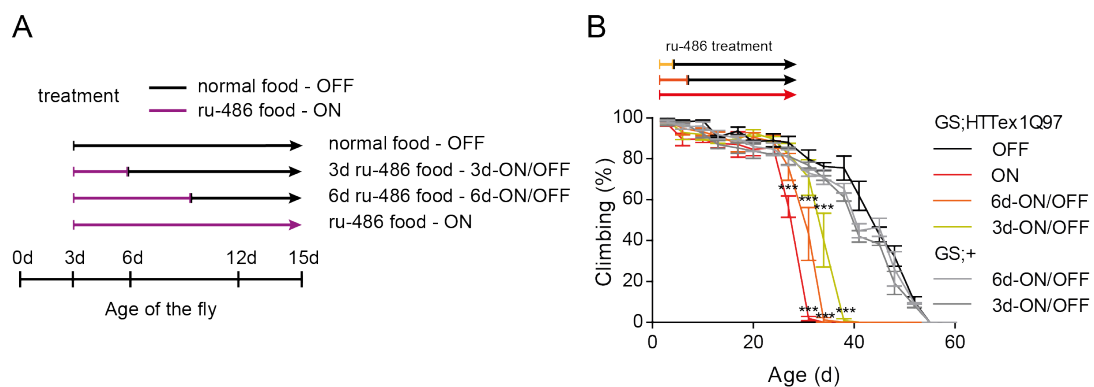 A
treatment
normal food - OFF
ru-486 food - ON
normal food - OFF
3d ru-486 food - 3d-ON/OFF
6d ru-486 food - 6d-ON/OFF
ru-486 food - ON
0d 3d 6d 12d 15d
Age of the fly
B
ru-486 treatment
100
80
60
40
20
0
Climbing (%)
***
***
***
***
***
***
0 20 40 60
Age (d)
GS;HTTex1Q97
OFF
ON
6d-ON/OFF
3d-ON/OFF
GS;+
6d-ON/OFF
3d-ON/OFF